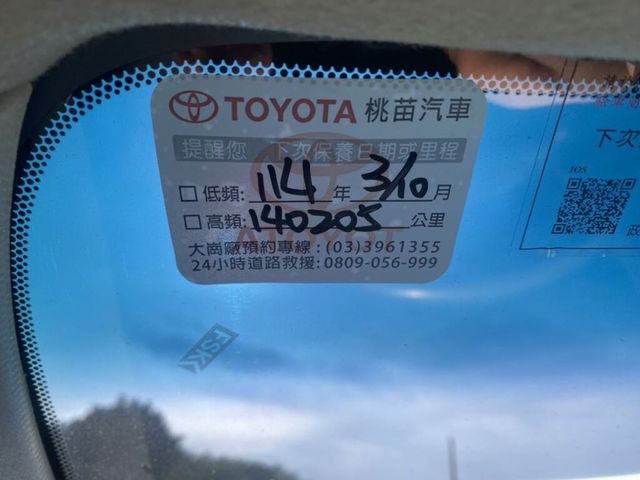 TOYOTA 桃苗汽車
提醒您 下次保養日期或里程
□低頻: 114 年 3/10 月
□高頻: 140205 公里
大崗廠預約專線：(03)3961355
24小時道路救援: 0809-056-999
下次
IOS
FSK